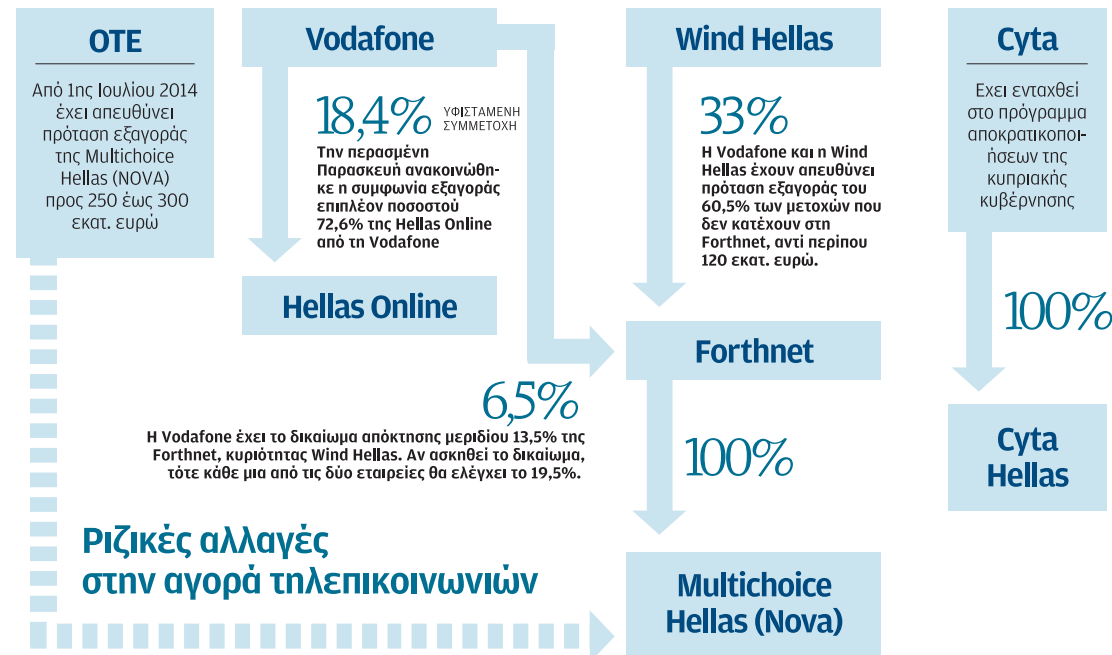 ΟΤΕ
Από 1ης Ιουλίου 2014
έχει απευθύνει
πρόταση εξαγοράς
της Multichoice
Hellas (NOVA)
προς 250 έως 300
εκατ. ευρώ
Vodafone
18,4%
ΥΦΙΣΤΑΜΕΝΗ
ΣΥΜΜΕΤΟΧΗ
Την περασμένη
Παρασκευή ανακοινώθη-
κε η συμφωνία εξαγοράς
επιπλέον ποσοστού
72,6% της Hellas Online
από τη Vodafone
Hellas Online
Wind Hellas
33%
Η Vodafone και η Wind
Hellas έχουν απευθύνει
πρόταση εξαγοράς του
60,5% των μετοχών που
δεν κατέχουν στη
Forthnet, αντί περίπου
120 εκατ. ευρώ.
Forthnet
6,5%
Η Vodafone έχει το δικαίωμα απόκτησης μεριδίου 13,5% της
Forthnet, κυριότητας Wind Hellas. Αν ασκηθεί το δικαίωμα,
τότε κάθε μια από τις δύο εταιρείες θα ελέγχει το 19,5%.
100%
Multichoice
Hellas (Nova)
Cyta
Εχει ενταχθεί
στο πρόγραμμα
αποκρατικοποι-
ήσεων της
κυπριακής
κυβέρνησης
100%
Cyta
Hellas
Ριζικές αλλαγές
στην αγορά τηλεπικοινωνιών